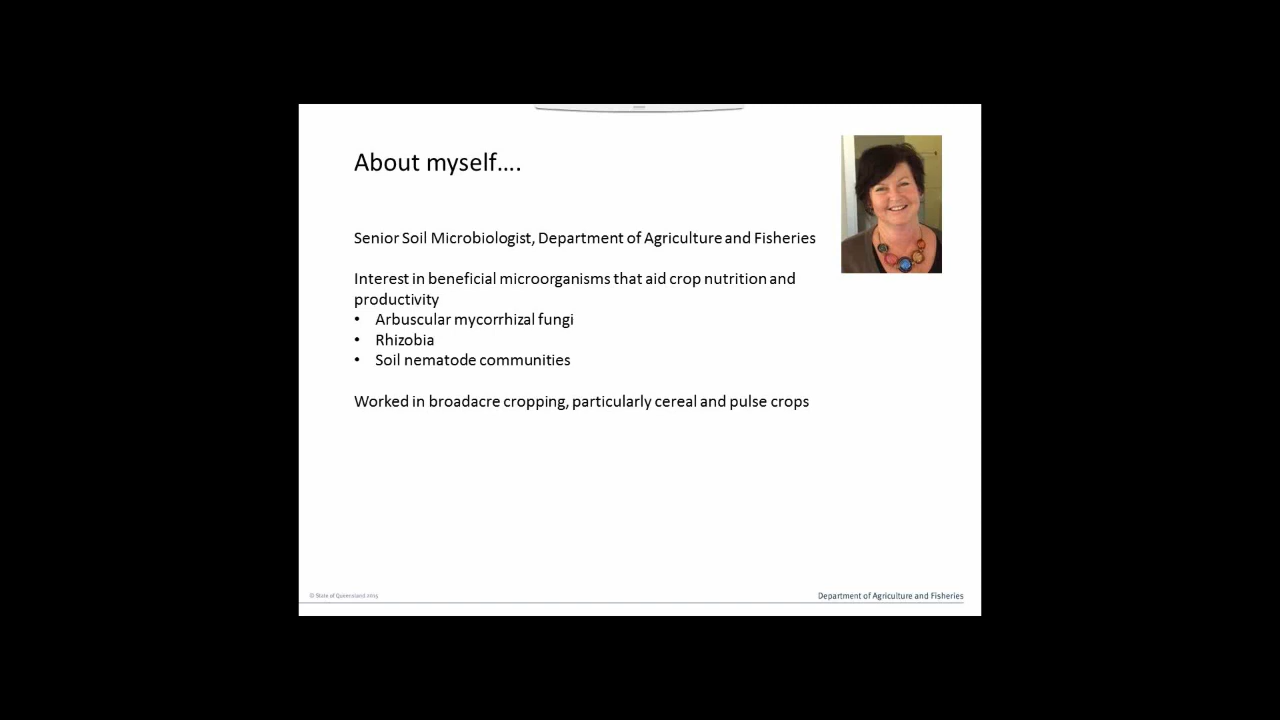 About myself....
Senior Soil Microbiologist, Department of Agriculture and Fisheries
Interest in beneficial microorganisms that aid crop nutrition and
productivity
• Arbuscular mycorrhizal fungi
• Rhizobia
• Soil nematode communities
Worked in broadacre cropping, particularly cereal and pulse crops
© State of Queensland 2015
Department of Agriculture and Fisheries